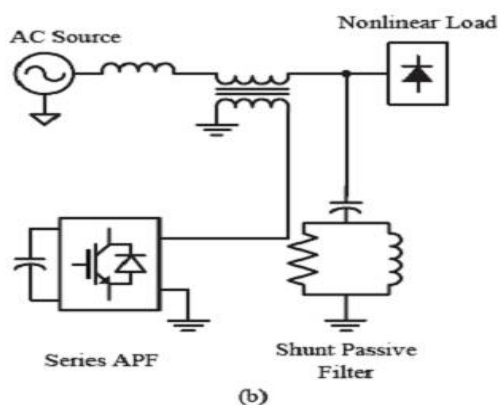 Nonlinear Load
AC Source
Series APF
Shunt Passive
Filter
(b)